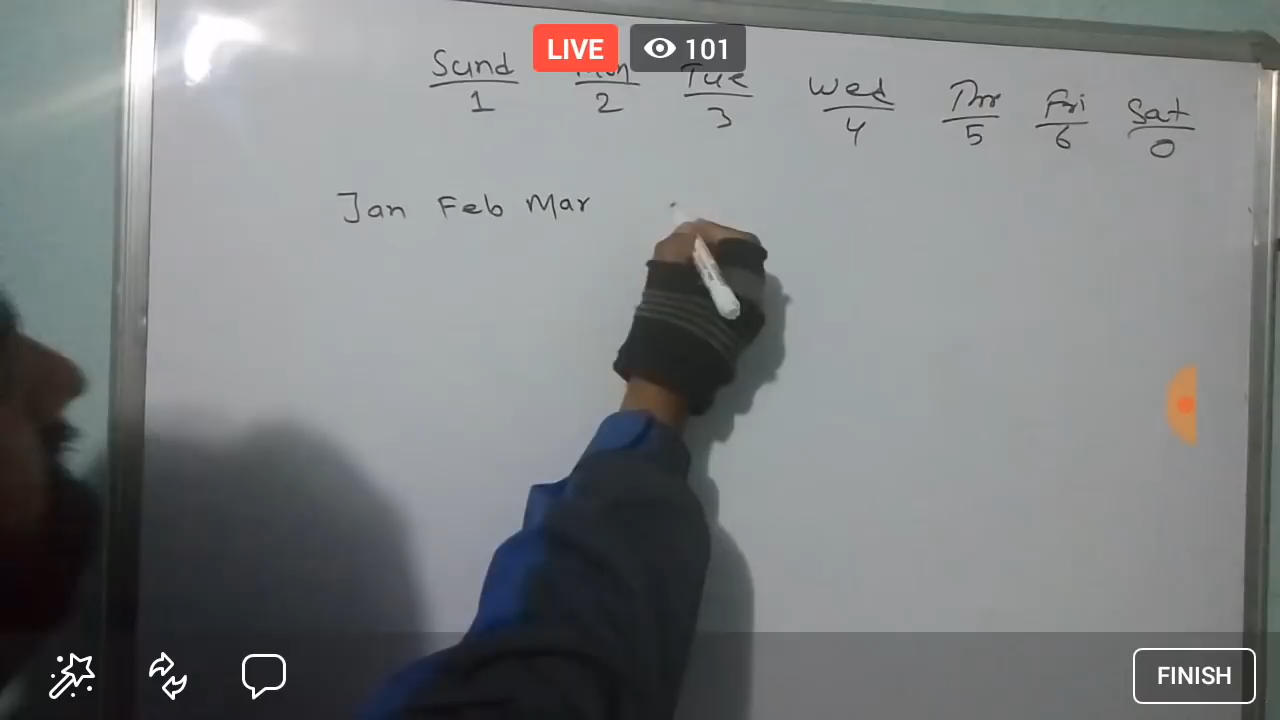 LIVE 101
Sund Mon Tue Wed Thr Fri Sat
1 2 3 4 5 6 0
Jan Feb Mar
FINISH